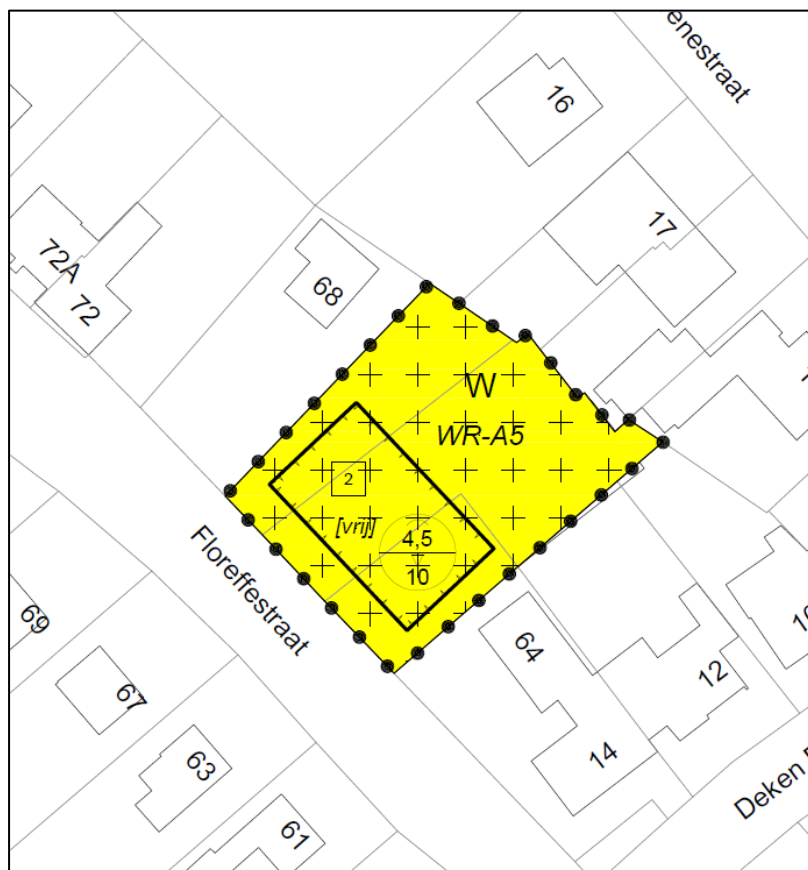 enestraat
16
17
72A
72
68
W
WR-A5
2
[vrij]
4,5
10
Floreffestraat
69
67
63
61
64
14
12
Deken